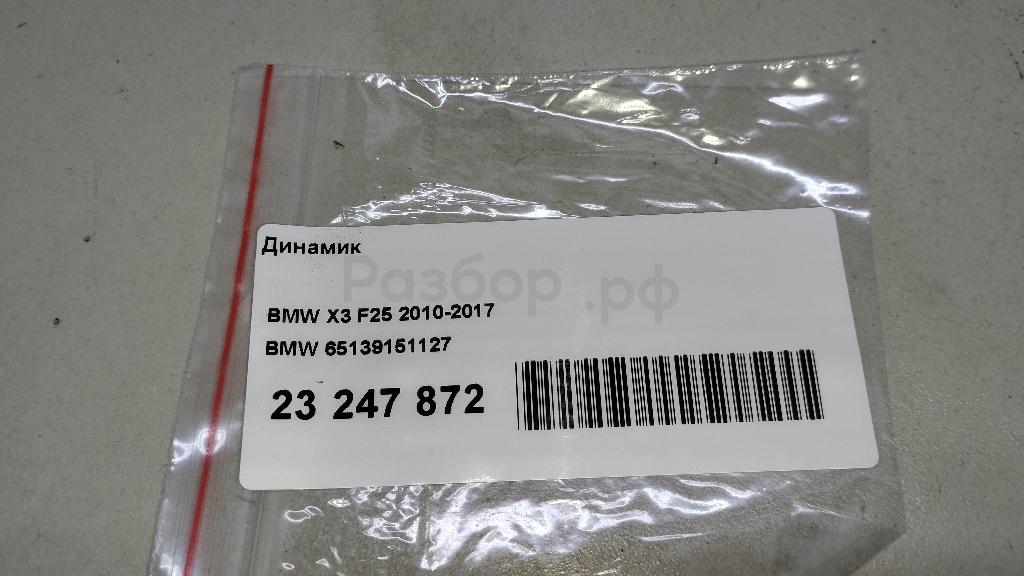 Динамик
Разбор.рф
BMW X3 F25 2010-2017
BMW 65139151127
23 247 872